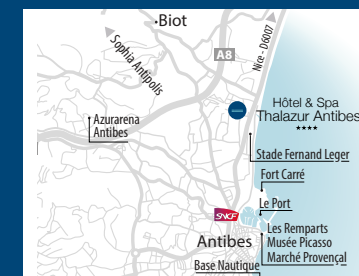 Biot
Sophia Antipolis
A8
Nice - D6007
Azurarena
Antibes
Hôtel & Spa
Thalazur Antibes
★★★★
Stade Fernand Leger
Fort Carré
Le Port
SNCF
Antibes
Les Remparts
Musée Picasso
Marché Provençal
Base Nautique